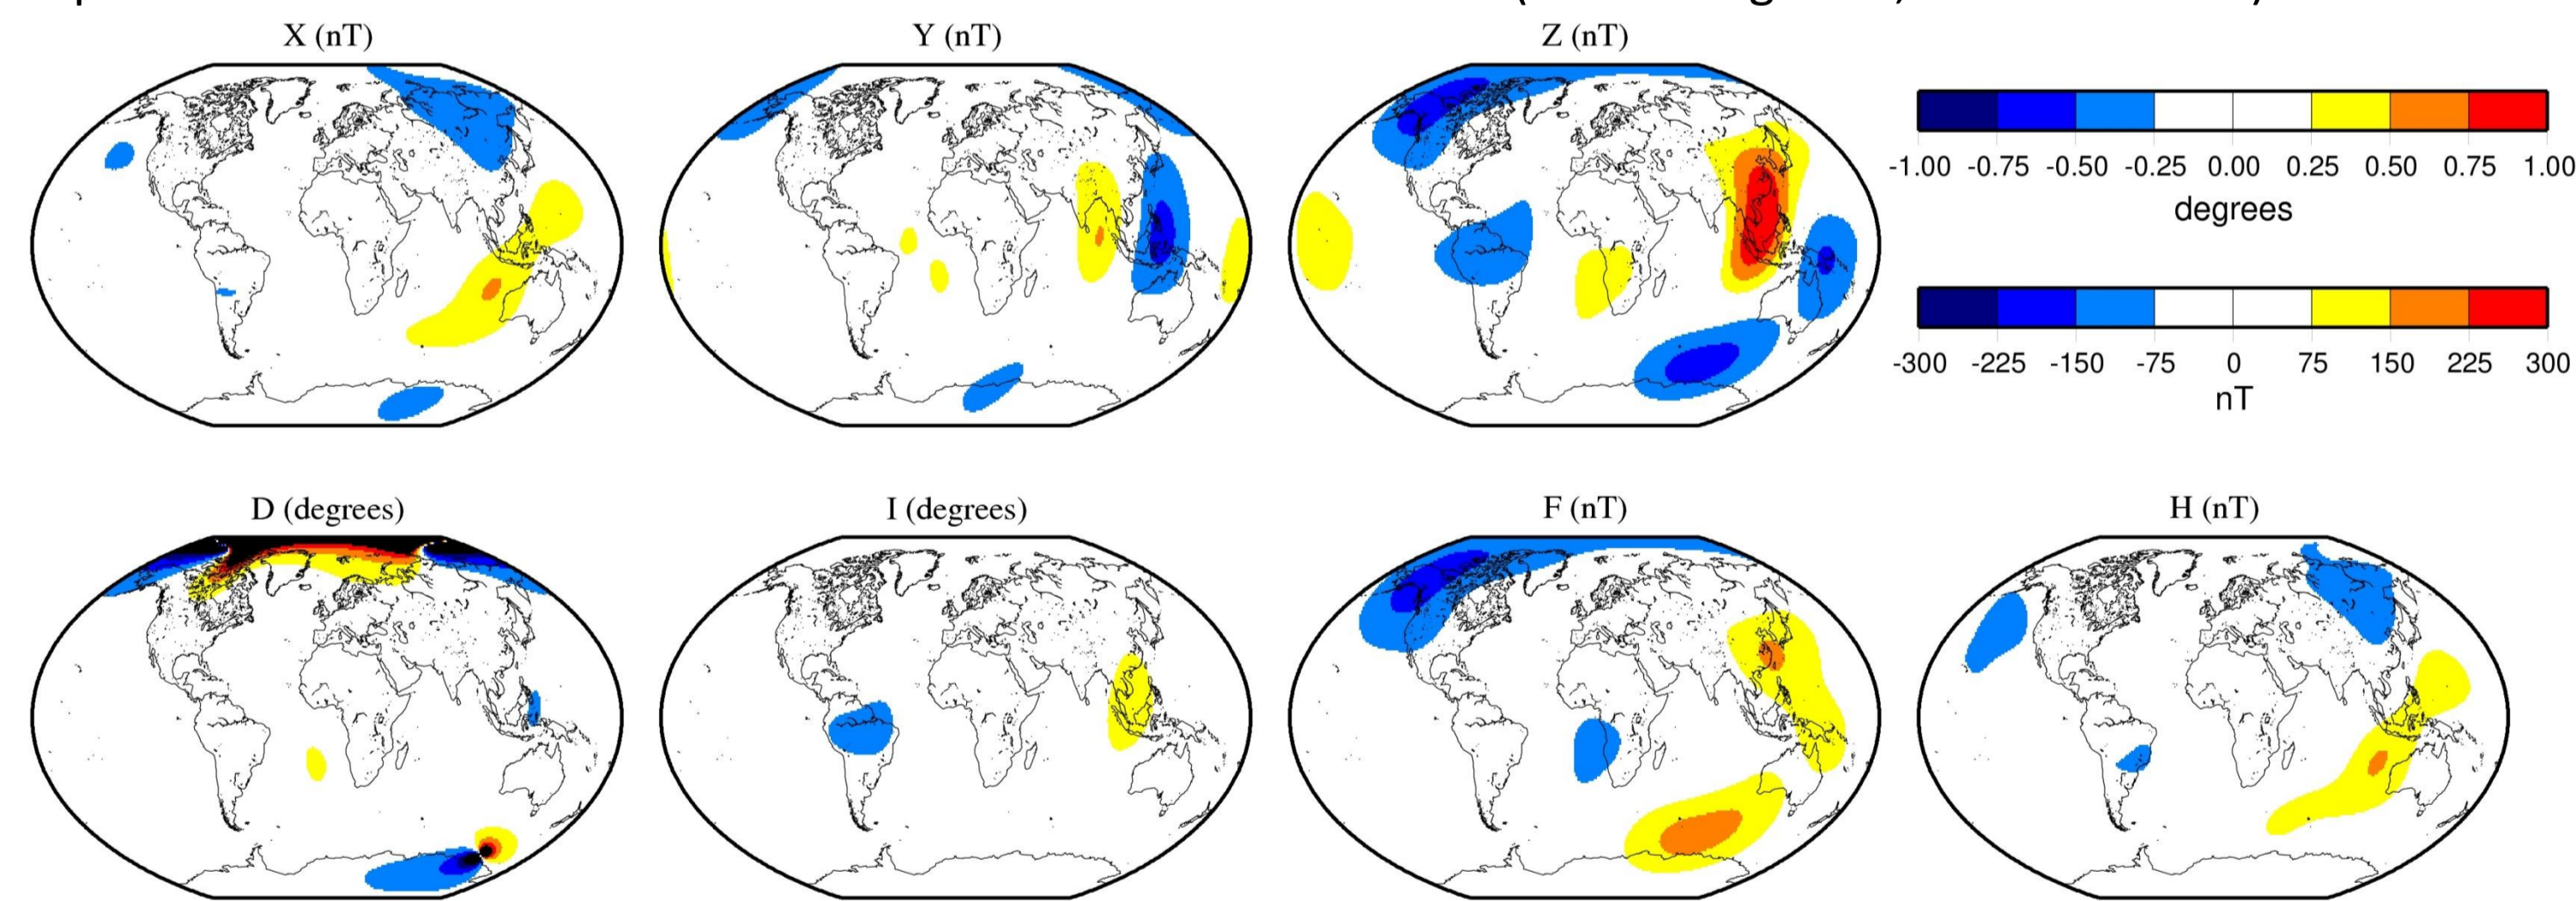 X (nT)
Y (nT)
Z (nT)
-1.00 -0.75 -0.50 -0.25 0.00 0.25 0.50 0.75 1.00
degrees
-300 -225 -150 -75 0 75 150 225 300
nT
D (degrees)
I (degrees)
F (nT)
H (nT)